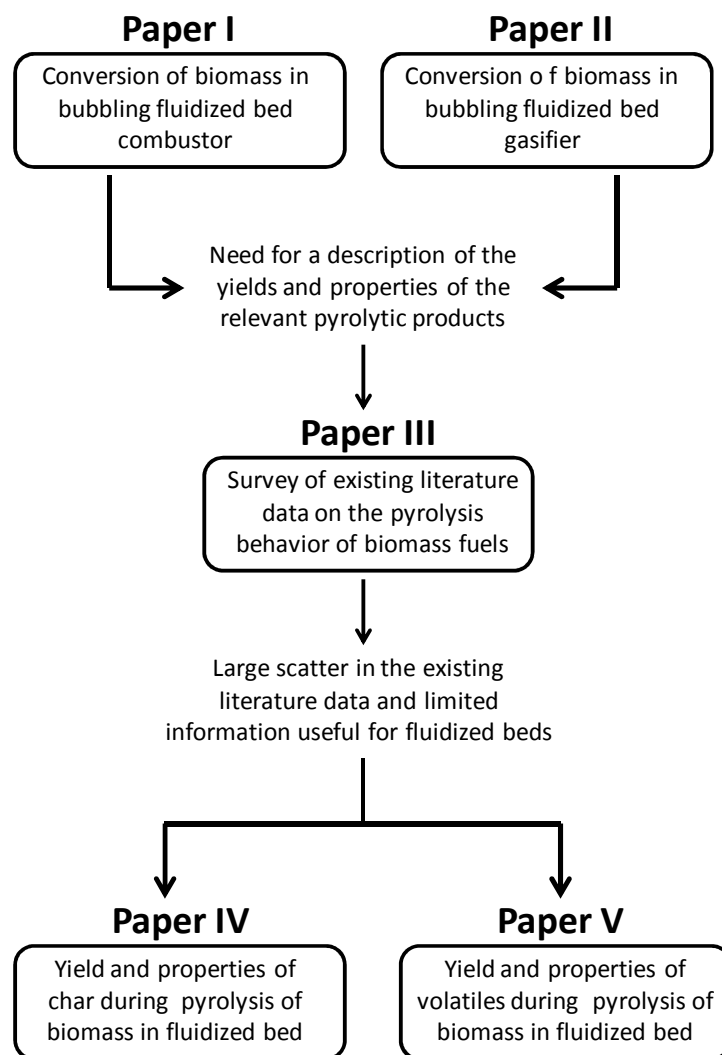 Paper I
Conversion of biomass in
bubbling fluidized bed
combustor
Paper II
Conversion o f biomass in
bubbling fluidized bed
gasifier
Need for a description of the
yields and properties of the
relevant pyrolytic products
Paper III
Survey of existing literature
data on the pyrolysis
behavior of biomass fuels
Large scatter in the existing
literature data and limited
information useful for fluidized beds
Paper IV
Yield and properties of
char during pyrolysis of
biomass in fluidized bed
Paper V
Yield and properties of
volatiles during pyrolysis of
biomass in fluidized bed